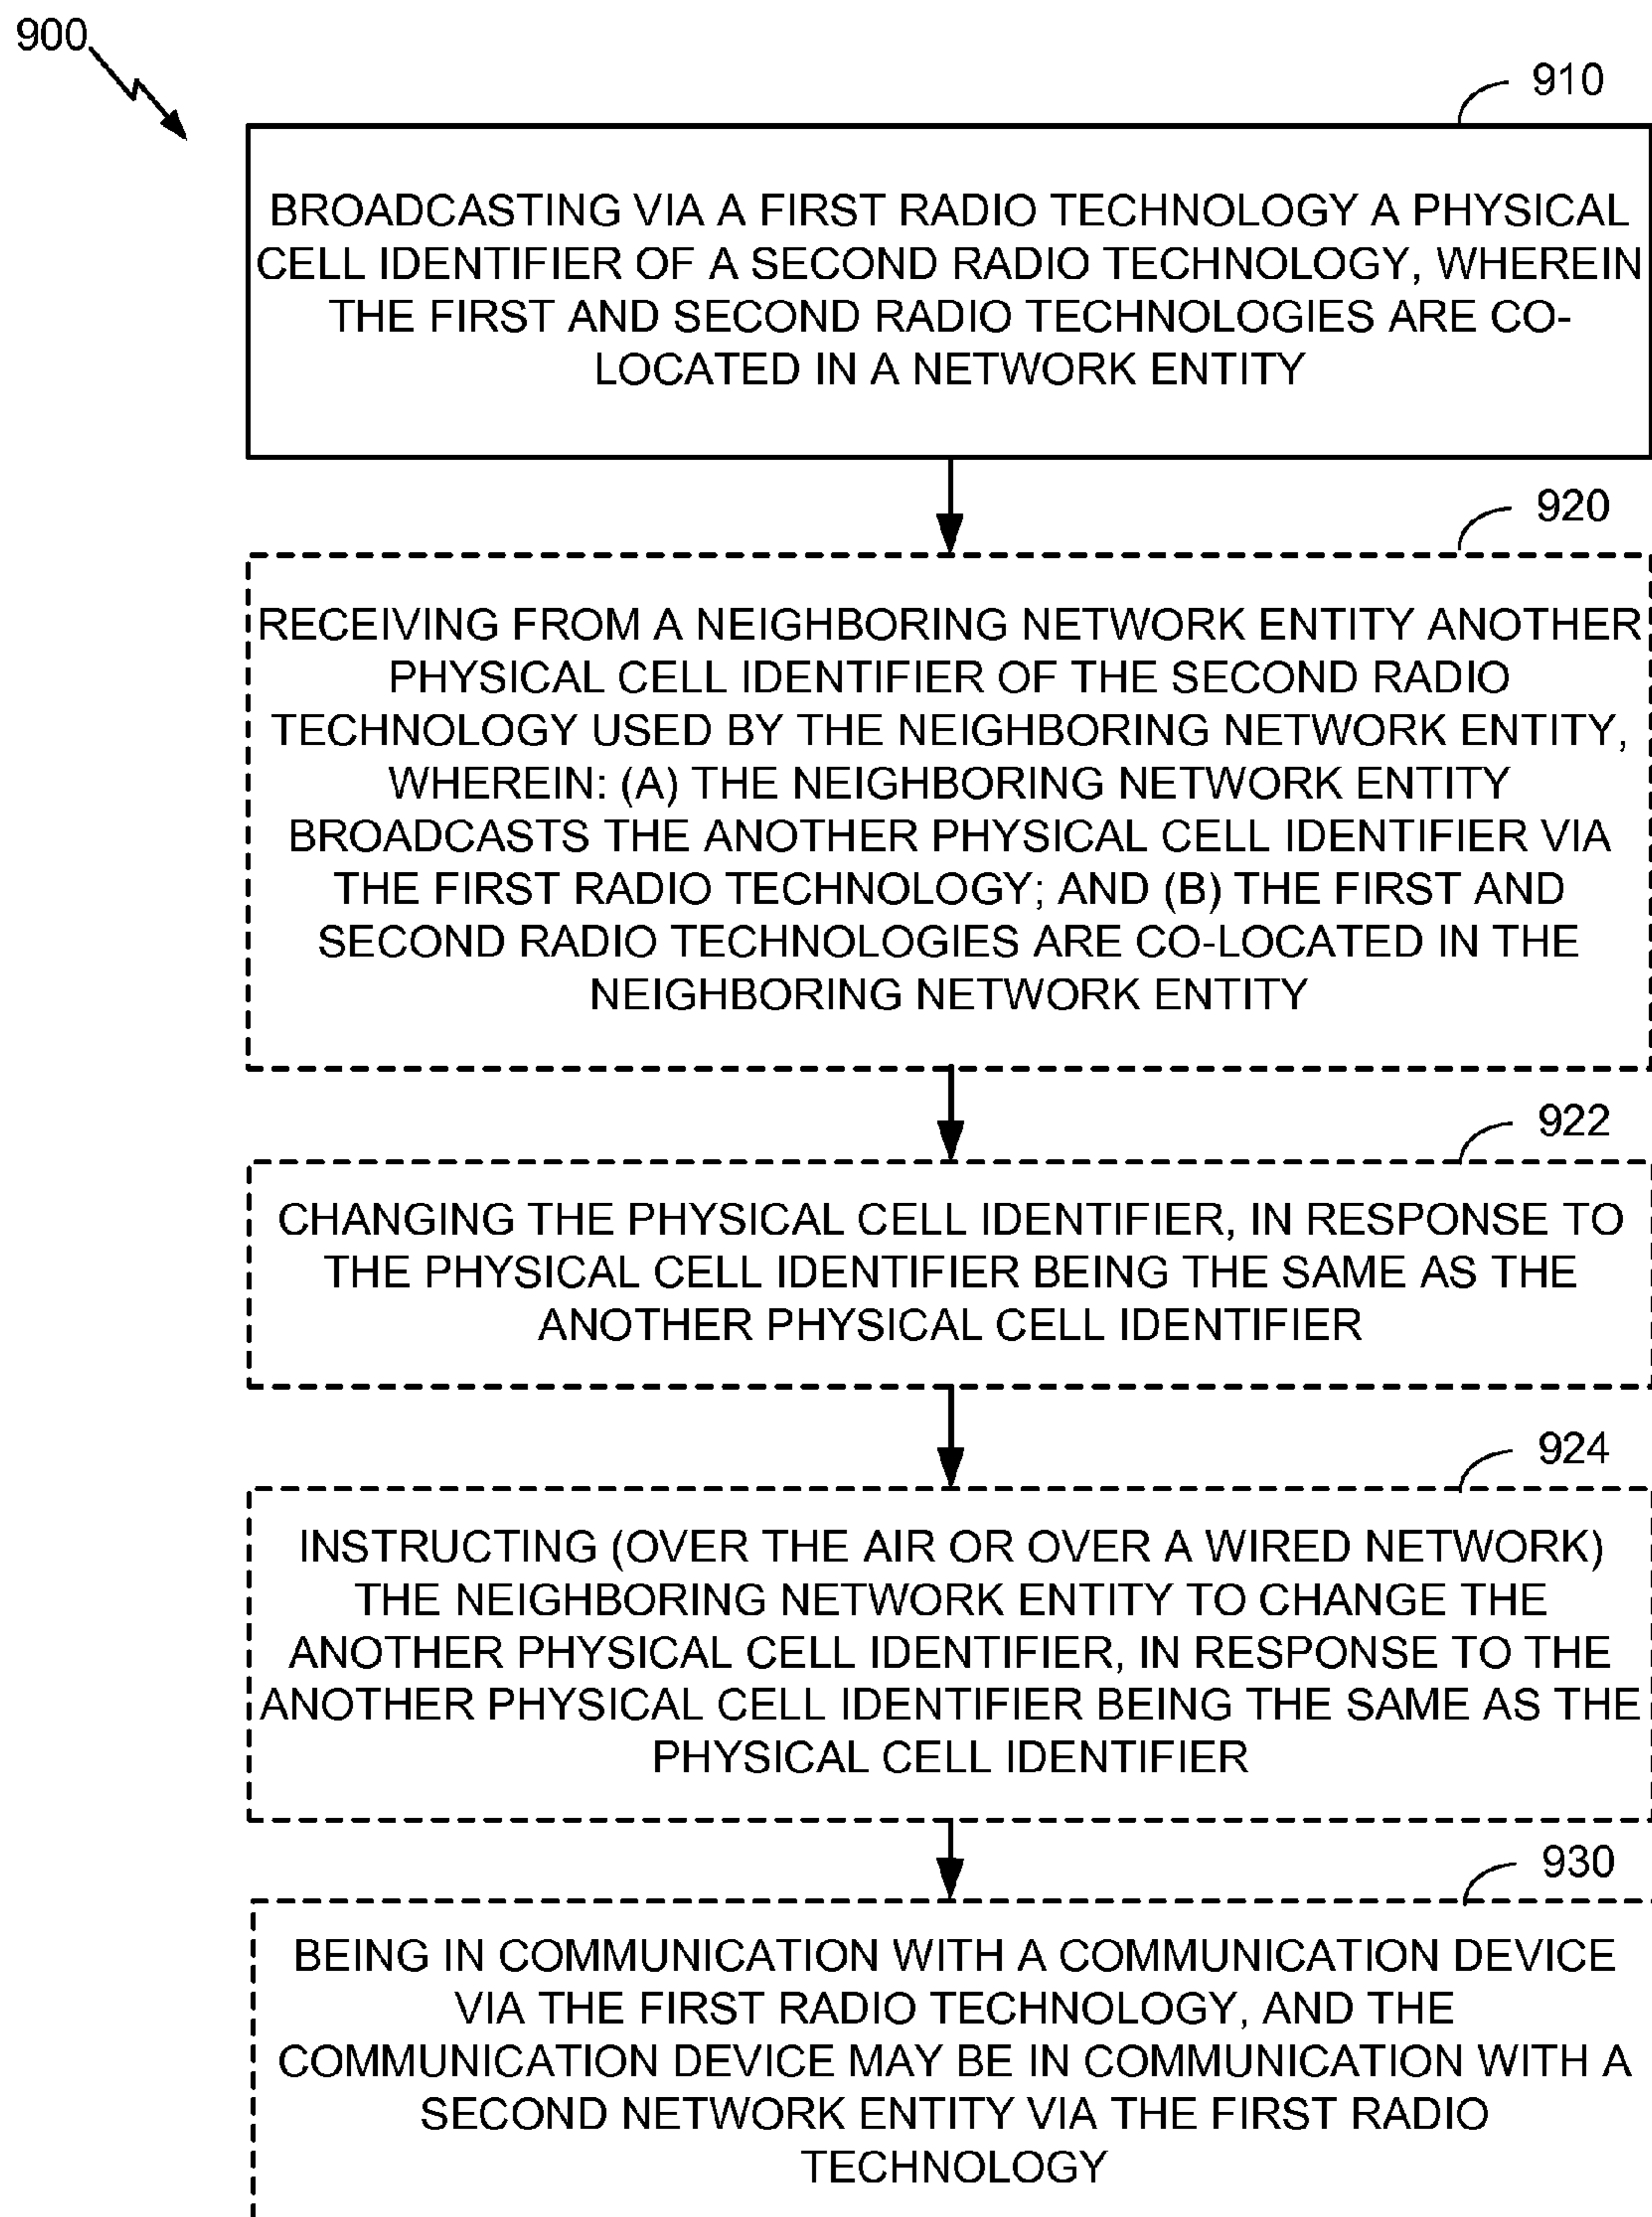 900
910
BROADCASTING VIA A FIRST RADIO TECHNOLOGY A PHYSICAL
CELL IDENTIFIER OF A SECOND RADIO TECHNOLOGY, WHEREIN
THE FIRST AND SECOND RADIO TECHNOLOGIES ARE CO-
LOCATED IN A NETWORK ENTITY
920
RECEIVING FROM A NEIGHBORING NETWORK ENTITY ANOTHER
PHYSICAL CELL IDENTIFIER OF THE SECOND RADIO
TECHNOLOGY USED BY THE NEIGHBORING NETWORK ENTITY,
WHEREIN: (A) THE NEIGHBORING NETWORK ENTITY
BROADCASTS THE ANOTHER PHYSICAL CELL IDENTIFIER VIA
THE FIRST RADIO TECHNOLOGY; AND (B) THE FIRST AND
SECOND RADIO TECHNOLOGIES ARE CO-LOCATED IN THE
NEIGHBORING NETWORK ENTITY
922
CHANGING THE PHYSICAL CELL IDENTIFIER, IN RESPONSE TO
THE PHYSICAL CELL IDENTIFIER BEING THE SAME AS THE
ANOTHER PHYSICAL CELL IDENTIFIER
924
INSTRUCTING (OVER THE AIR OR OVER A WIRED NETWORK)
THE NEIGHBORING NETWORK ENTITY TO CHANGE THE
ANOTHER PHYSICAL CELL IDENTIFIER, IN RESPONSE TO THE
ANOTHER PHYSICAL CELL IDENTIFIER BEING THE SAME AS THE
PHYSICAL CELL IDENTIFIER
930
BEING IN COMMUNICATION WITH A COMMUNICATION DEVICE
VIA THE FIRST RADIO TECHNOLOGY, AND THE
COMMUNICATION DEVICE MAY BE IN COMMUNICATION WITH A
SECOND NETWORK ENTITY VIA THE FIRST RADIO
TECHNOLOGY